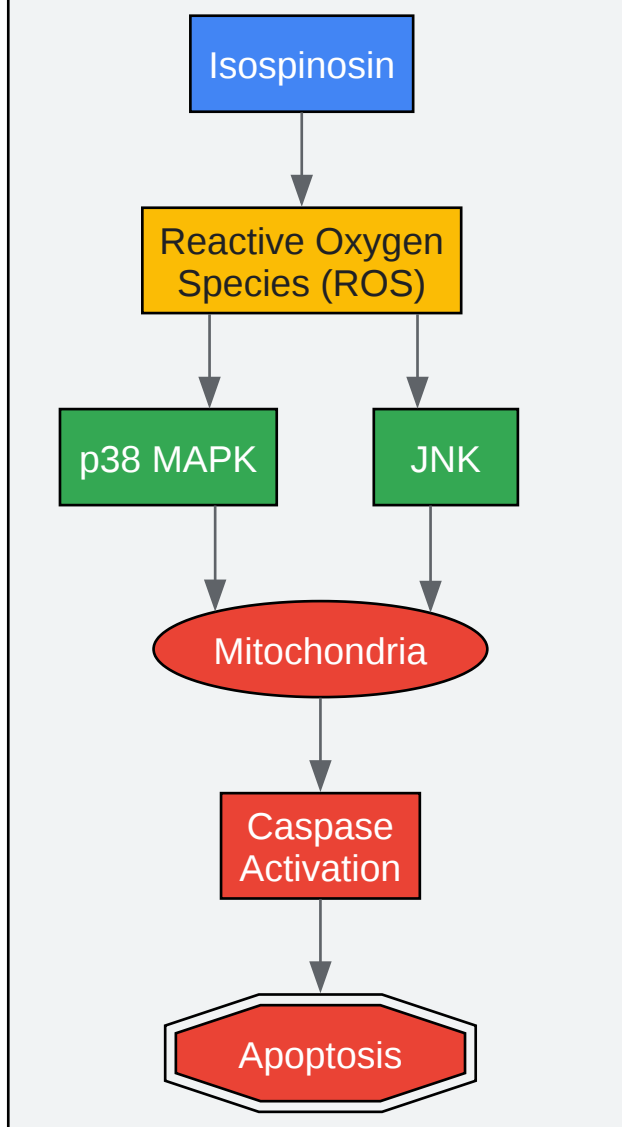 Isospinosin
Reactive Oxygen
Species (ROS)
p38 MAPK
JNK
Mitochondria
Caspase
Activation
Apoptosis